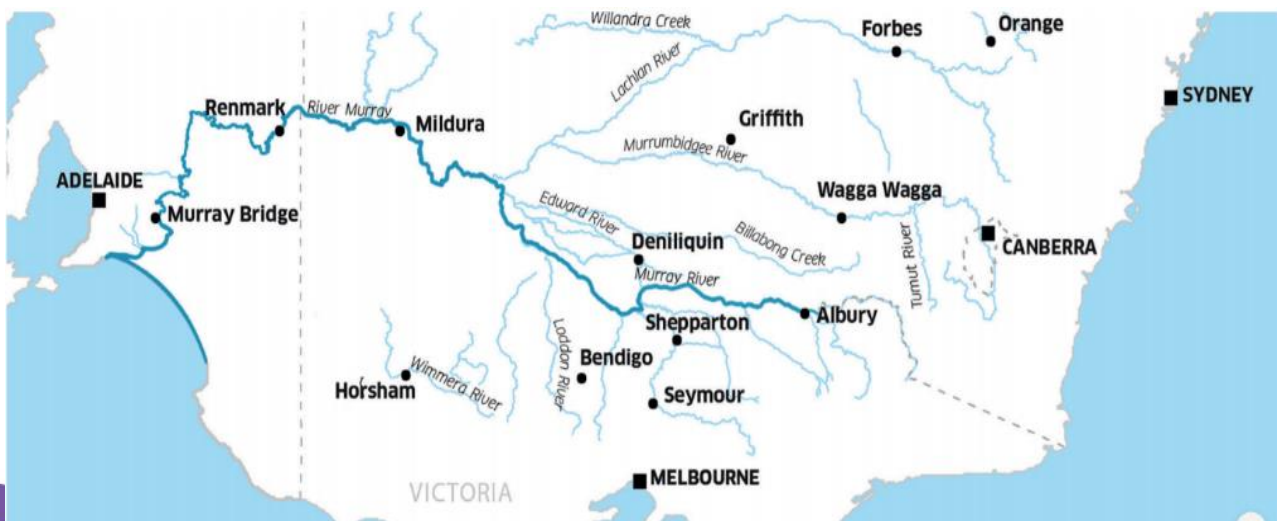 Willandra Creek
Forbes
Orange
Lachlan River
SYDNEY
Renmark
River Murray
Mildura
Griffith
Murrumbidgee River
ADELAIDE
Wagga Wagga
Murray Bridge
Edward River
Deniliquin
Billabong Creek
CANBERRA
Tumut River
Murray River
Albury
Shepparton
Loddon River
Bendigo
Horsham
Wimmera River
Seymour
MELBOURNE
VICTORIA